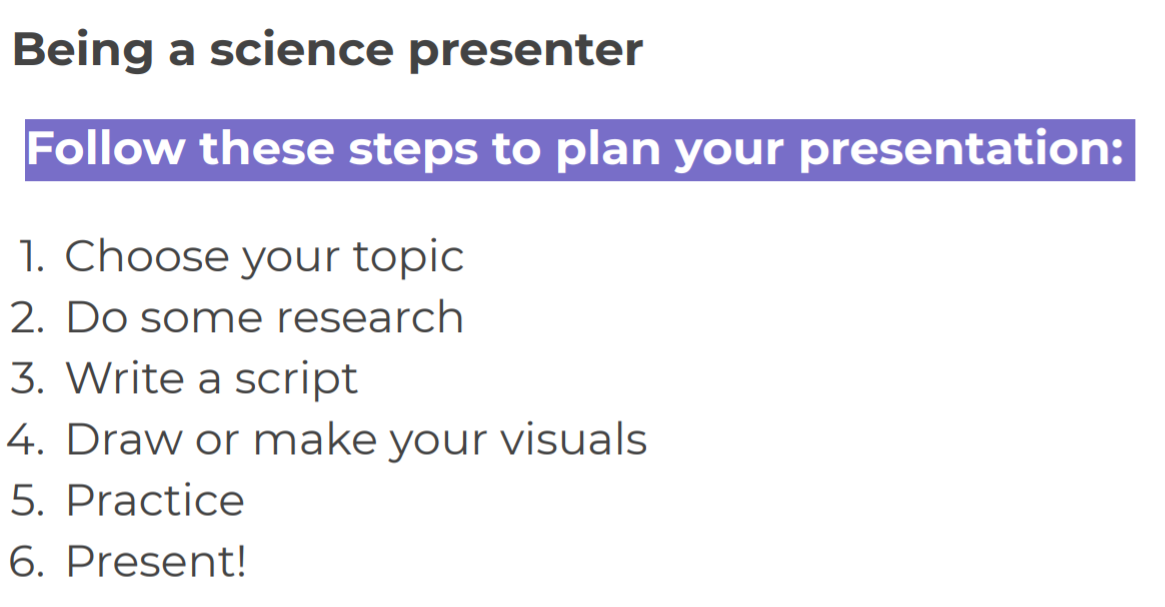 Being a science presenter
Follow these steps to plan your presentation:
1. Choose your topic
2. Do some research
3. Write a script
4. Draw or make your visuals
5. Practice
6. Present!